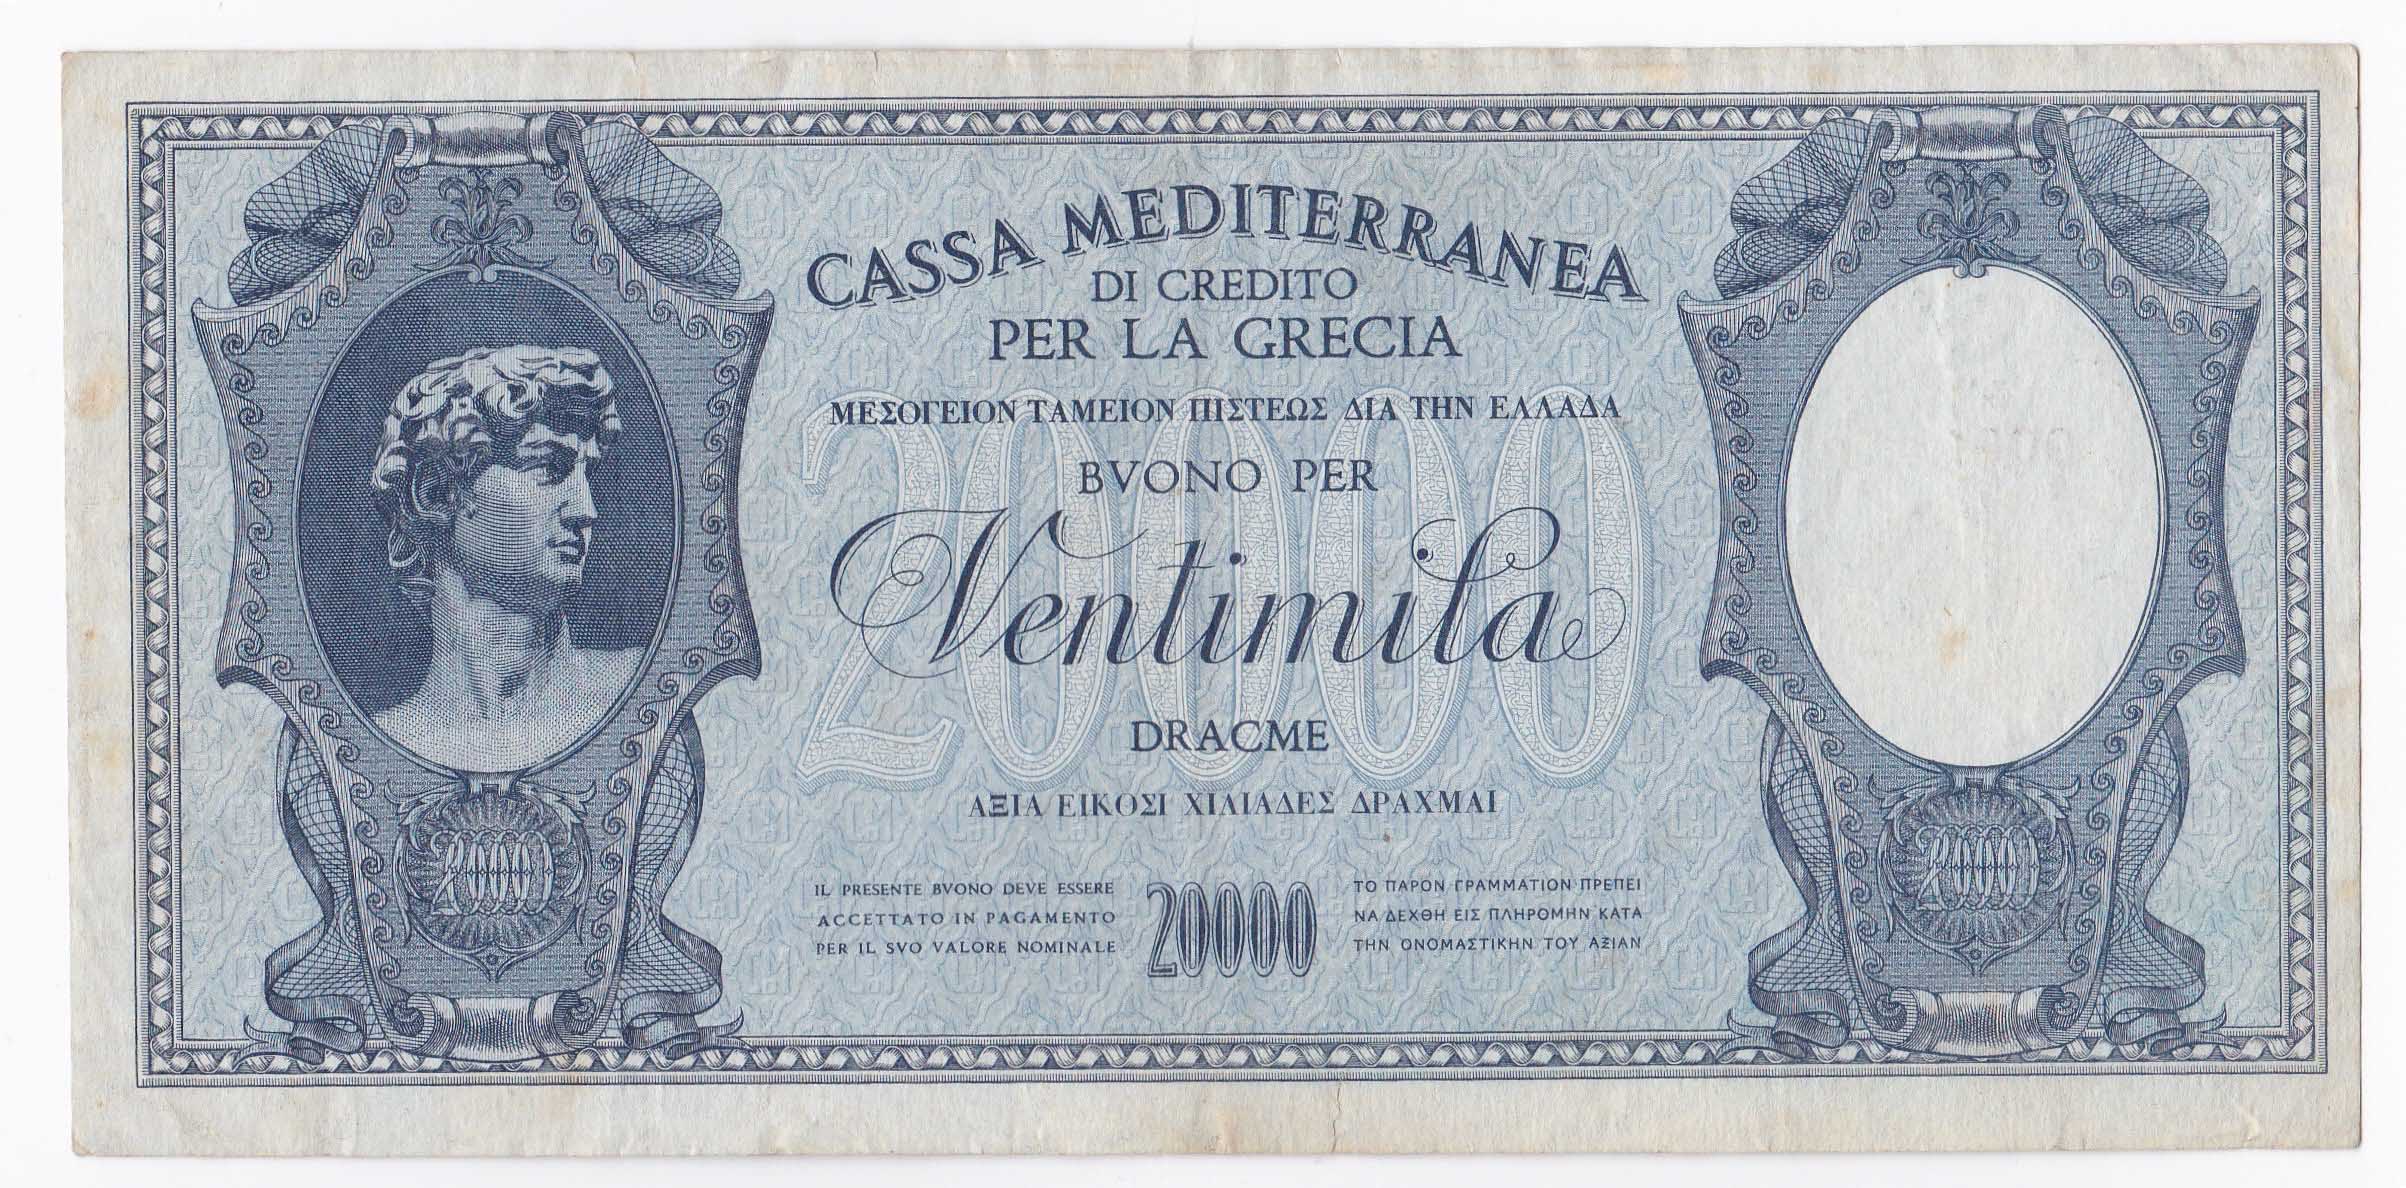 CASSA MEDITERRANEA
DI CREDITO
PER LA GRECIA
ΜΕΣΟΓΕΙΟΝ ΤΑΜΕΙΟΝ ΠΙΣΤΕΩΣ ΔΙΑ ΤΗΝ ΕΛΛΑΔΑ
BVONO PER
20000
Ventimila
DRACME
ΑΞΙΑ ΕΙΚΟΣΙ ΧΙΛΙΑΔΕΣ ΔΡΑΧΜΑΙ
20000
20000
IL PRESENTE BVONO DEVE ESSERE
ACCETTATO IN PAGAMENTO
PER IL SVO VALORE NOMINALE
20000
ΤΟ ΠΑΡΟΝ ΓΡΑΜΜΑΤΙΟΝ ΠΡΕΠΕΙ
ΝΑ ΔΕΧΘΗ ΕΙΣ ΠΛΗΡΟΜΗΝ ΚΑΤΑ
ΤΗΝ ΟΝΟΜΑΣΤΙΚΗΝ ΤΟΥ ΑΞΙΑΝ